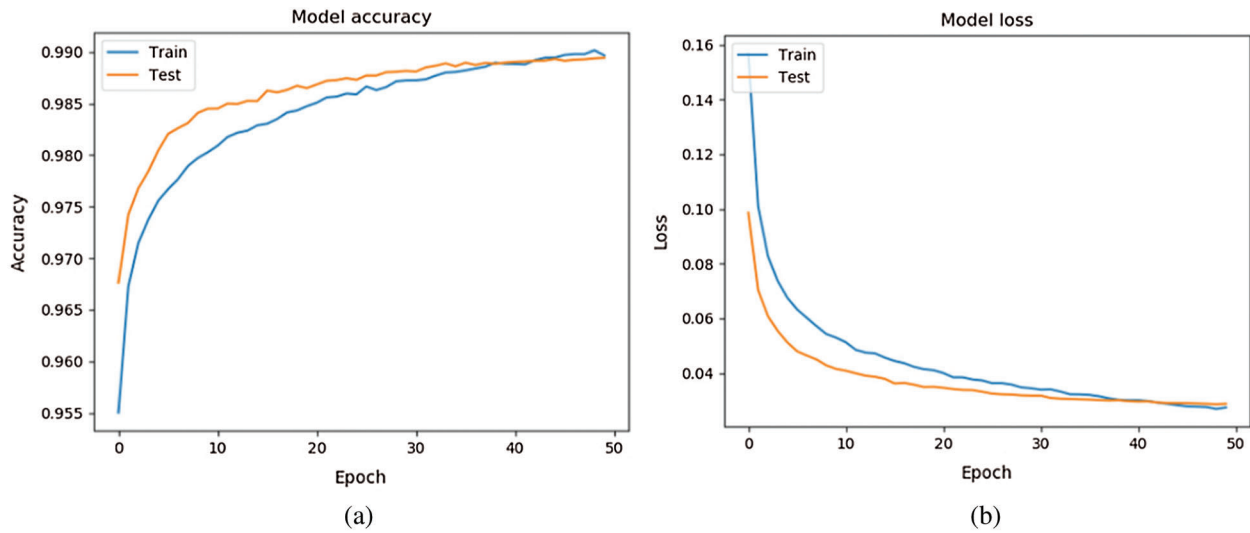 Model accuracy
Train
Test
0.990
0.985
0.980
0.975
0.970
0.965
0.960
0.955
Accuracy
0 10 20 30 40 50
Epoch
(a)
Model loss
Train
Test
0.16
0.14
0.12
0.10
0.08
0.06
0.04
Loss
0 10 20 30 40 50
Epoch
(b)